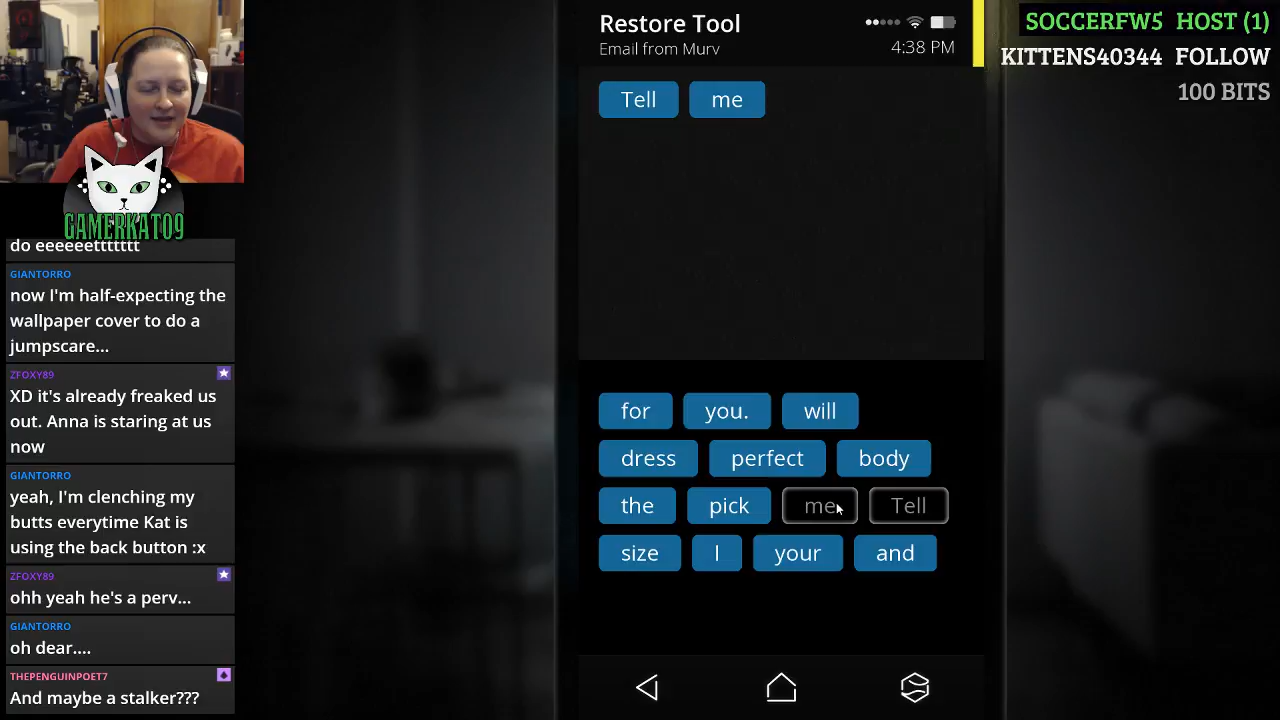 GAMERKAT09
do eeeeeettttttt
GIANTORRO
now I'm half-expecting the
wallpaper cover to do a
jumpscare...
ZFOXY89
XD it's already freaked us
out. Anna is staring at us
now
GIANTORRO
yeah, I'm clenching my
butts everytime Kat is
using the back button :x
ZFOXY89
ohh yeah he's a perv...
GIANTORRO
oh dear....
THEPENGUINPOET7
And maybe a stalker???
Restore Tool
Email from Murv
4:38 PM
Tell me
for you. will
dress perfect body
the pick me Tell
size I your and
SOCCERFW5 HOST (1)
KITTENS40344 FOLLOW
100 BITS